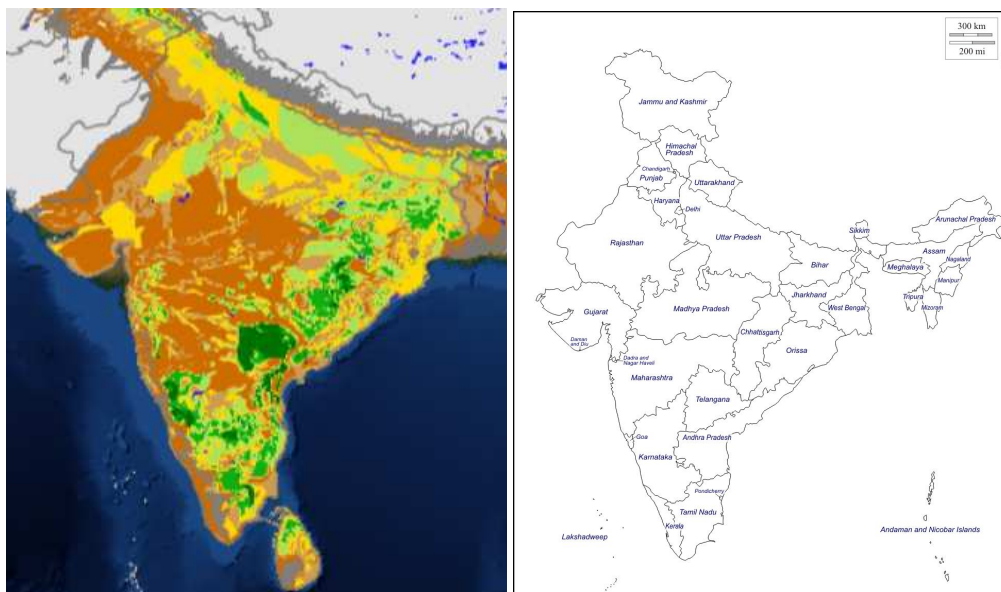 300 km
200 mi
Jammu and Kashmir
Himachal
Pradesh
Chandigarh
Punjab
Uttarakhand
Haryana
Delhi
Rajasthan
Uttar Pradesh
Sikkim
Arunachal Pradesh
Assam
Bihar
Nagaland
Meghalaya
Manipur
Jharkhand
Tripura
Mizoram
West Bengal
Gujarat
Madhya Pradesh
Chhattisgarh
Orissa
Daman
and Diu
Dadra and
Nagar Haveli
Maharashtra
Telangana
Goa
Andhra Pradesh
Karnataka
Pondicherry
Tamil Nadu
Kerala
Lakshadweep
Andaman and Nicobar Islands